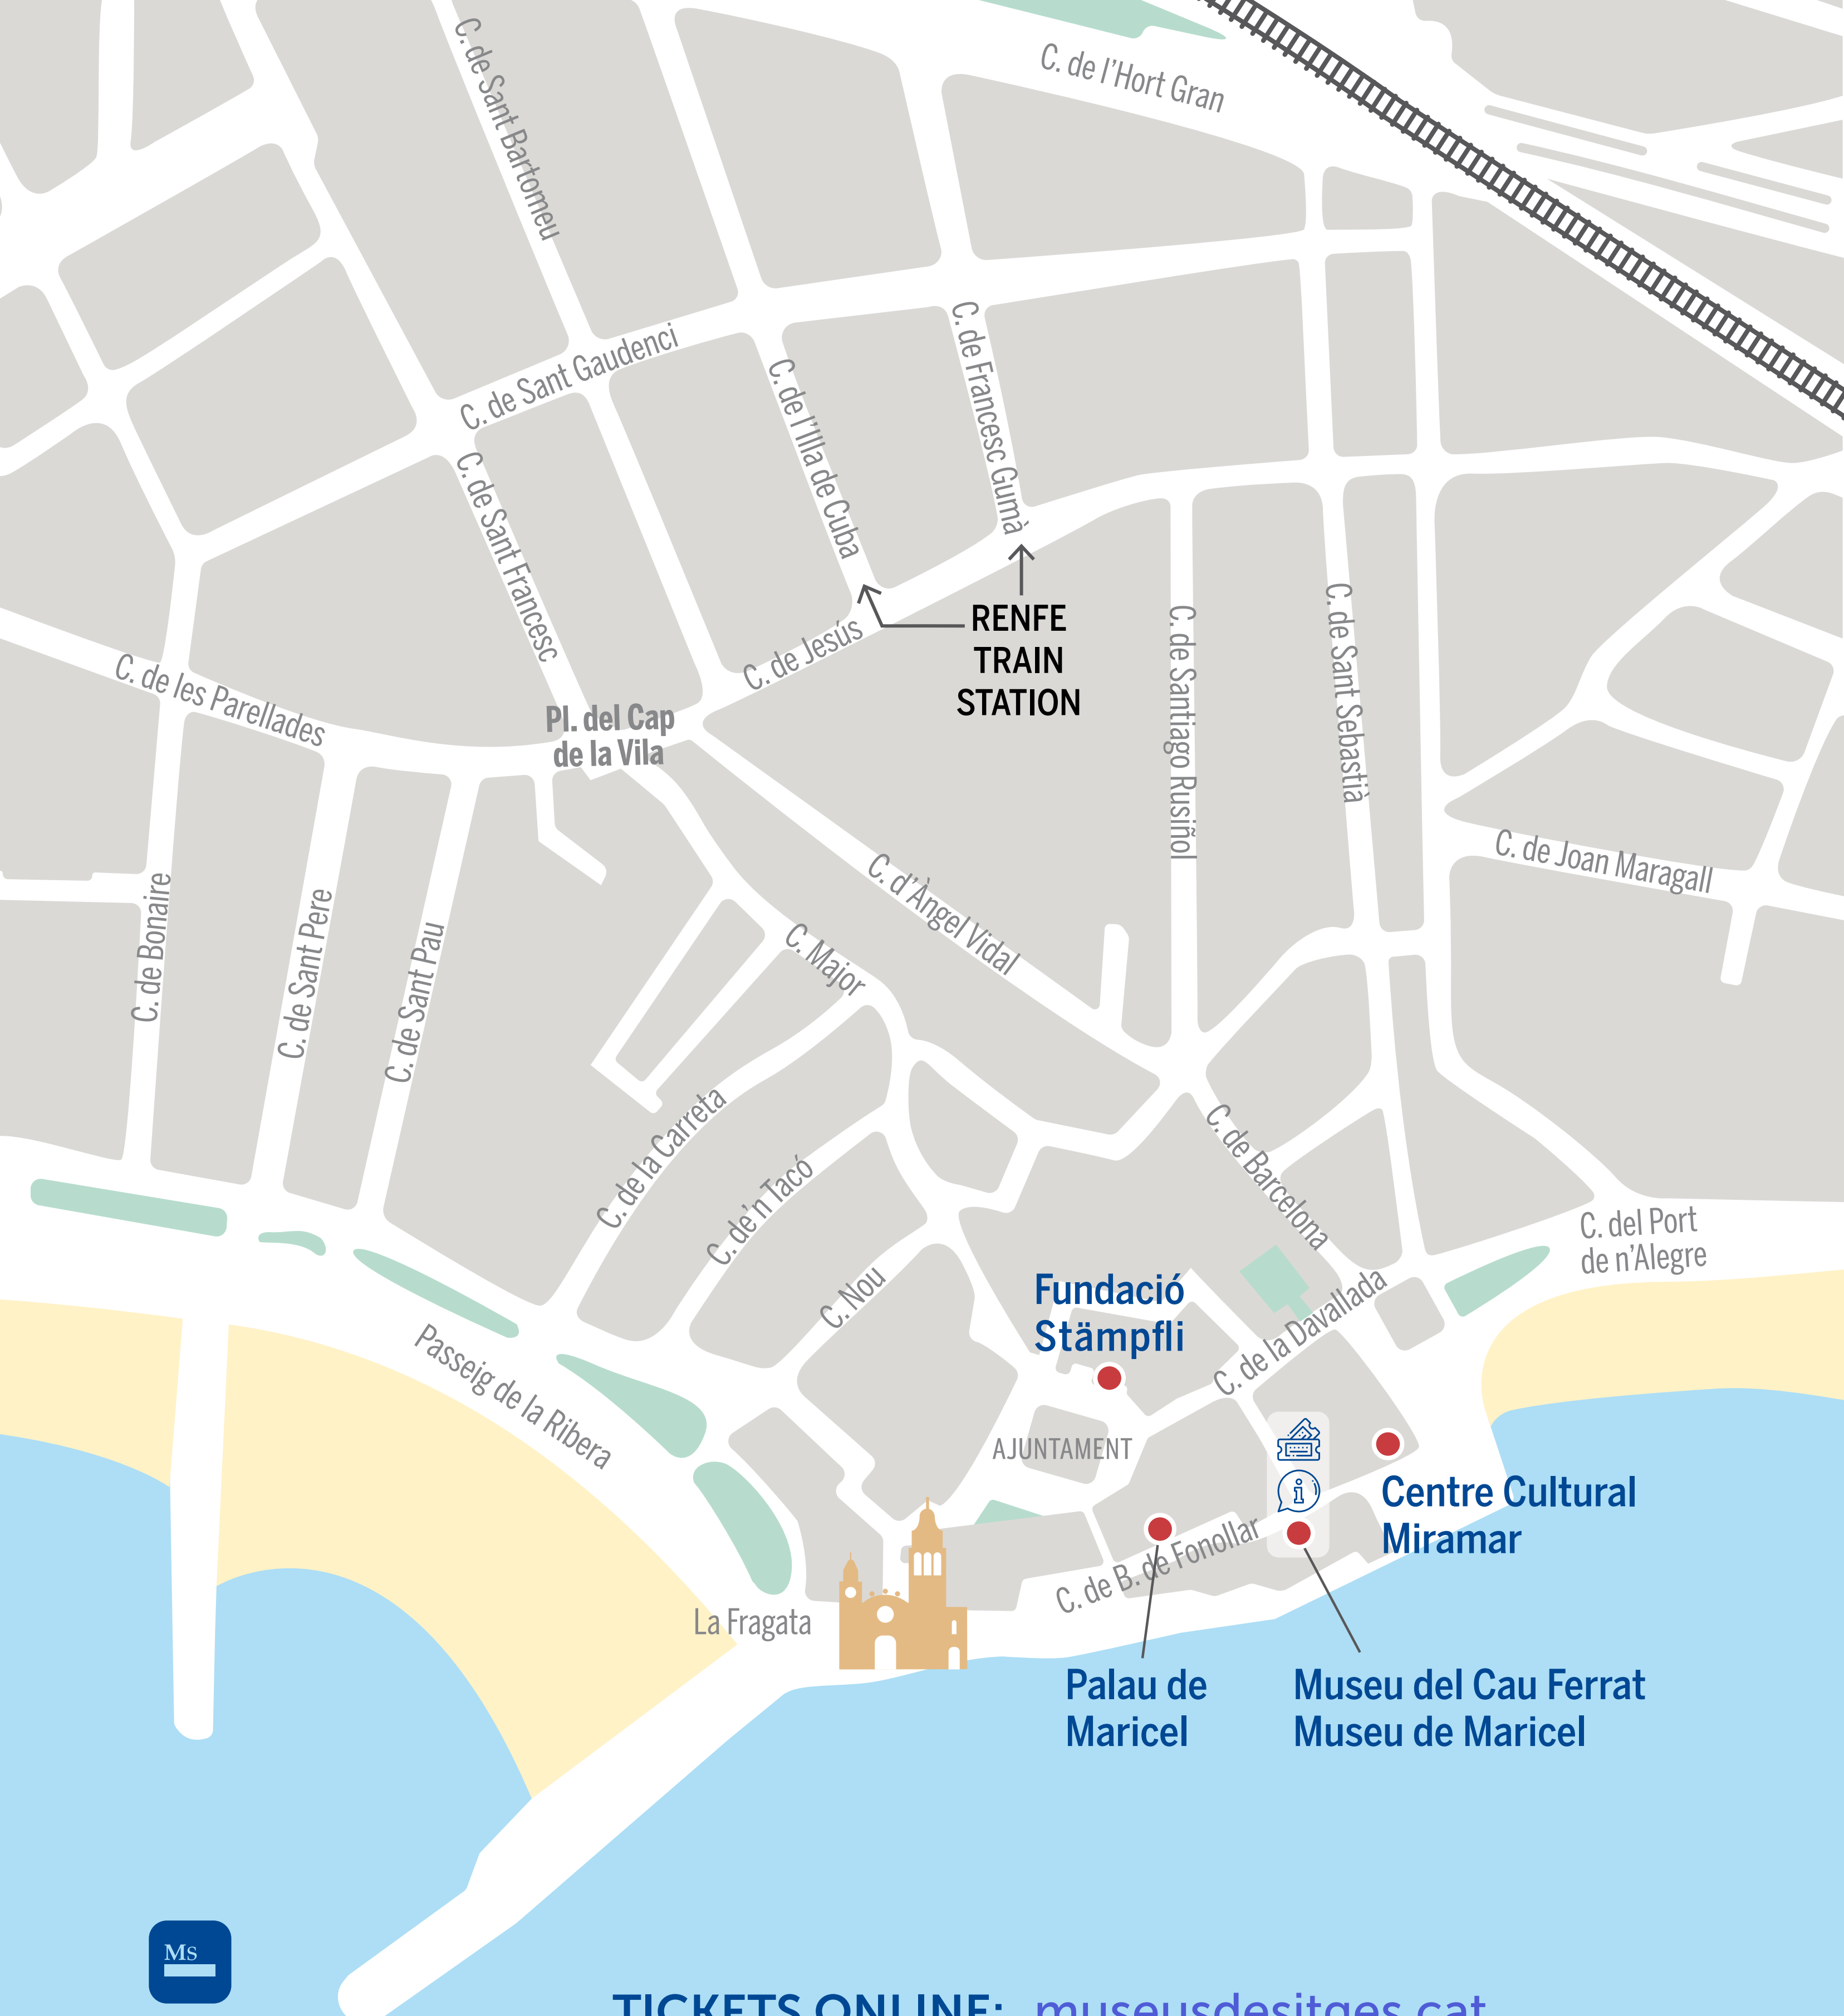 C. de Sant Bartomeu
C. de l'Hort Gran
C. de Sant Gaudenci
C. de l'Illa de Cuba
C. de Francesc Gumà
C. de Sant Francesc
RENFE
TRAIN
STATION
C. de Jesús
C. de Santiago Rusiñol
C. de Sant Sebastià
C. de les Parellades
Pl. del Cap
de la Vila
C. de Joan Maragall
C. d'Àngel Vidal
C. Major
C. de Bonaire
C. de Sant Pere
C. de Sant Pau
C. de la Carreta
C. de'n Tacó
C. de Barcelona
C. del Port
de n'Alegre
C. Nou
Fundació
Stämpfli
C. de la Davallada
Passeig de la Ribera
AJUNTAMENT
Centre Cultural
Miramar
C. de B. de Fonollar
La Fragata
Palau de
Maricel
Museu del Cau Ferrat
Museu de Maricel
MS
TICKETS ONLINE: museusdesitges.cat